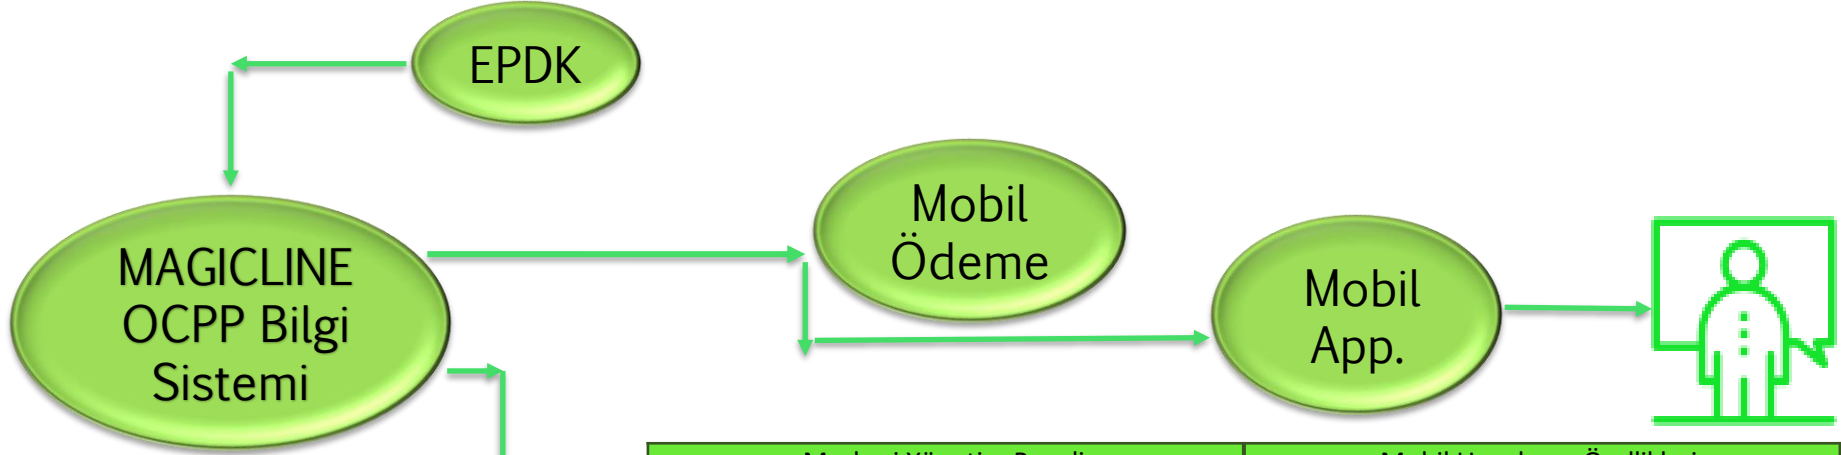 EPDK
Mobil
Ödeme
MAGICLINE
OCPP Bilgi
Sistemi
Mobil
App.